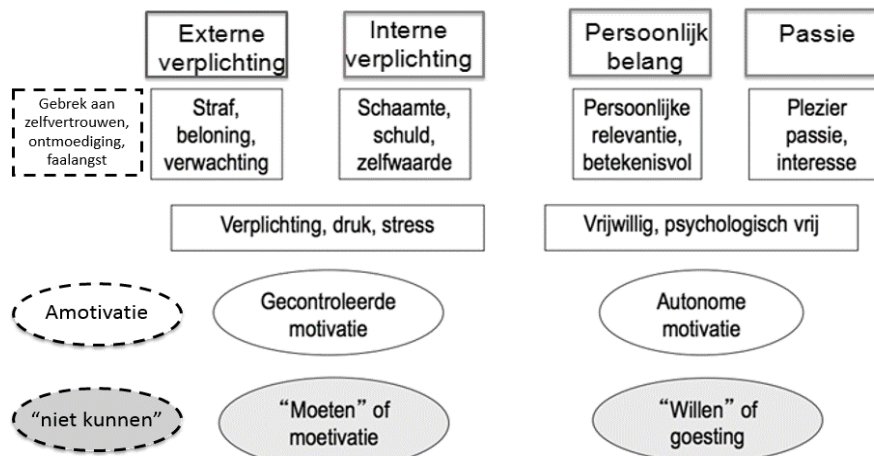 Externe
verplichting
Interne
verplichting
Persoonlijk
belang
Passie
Gebrek aan
zelfvertrouwen,
ontmoediging,
faalangst
Straf,
beloning,
verwachting
Schaamte,
schuld,
zelfwaarde
Persoonlijke
relevantie,
betekenisvol
Plezier
passie,
interesse
Verplichting, druk, stress
Vrijwillig, psychologisch vrij
Amotivatie
Gecontroleerde
motivatie
Autonome
motivatie
“niet kunnen”
“Moeten” of
moetivatie
“Willen” of
goesting